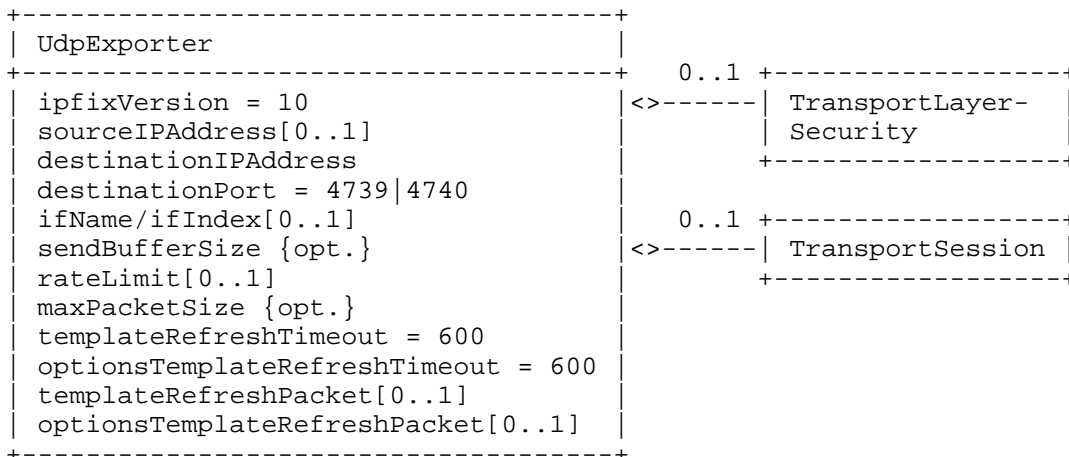 +-------------------------------------+
| UdpExporter                         |
+-------------------------------------+   0..1 +------------------+
| ipfixVersion = 10                   |<>------| TransportLayer-  |
| sourceIPAddress[0..1]               |        | Security         |
| destinationIPAddress                |        +------------------+
| destinationPort = 4739|4740         |
| ifName/ifIndex[0..1]                |   0..1 +------------------+
| sendBufferSize {opt.}               |<>------| TransportSession |
| rateLimit[0..1]                     |        +------------------+
| maxPacketSize {opt.}                |
| templateRefreshTimeout = 600        |
| optionsTemplateRefreshTimeout = 600 |
| templateRefreshPacket[0..1]         |
| optionsTemplateRefreshPacket[0..1]  |
+-------------------------------------+